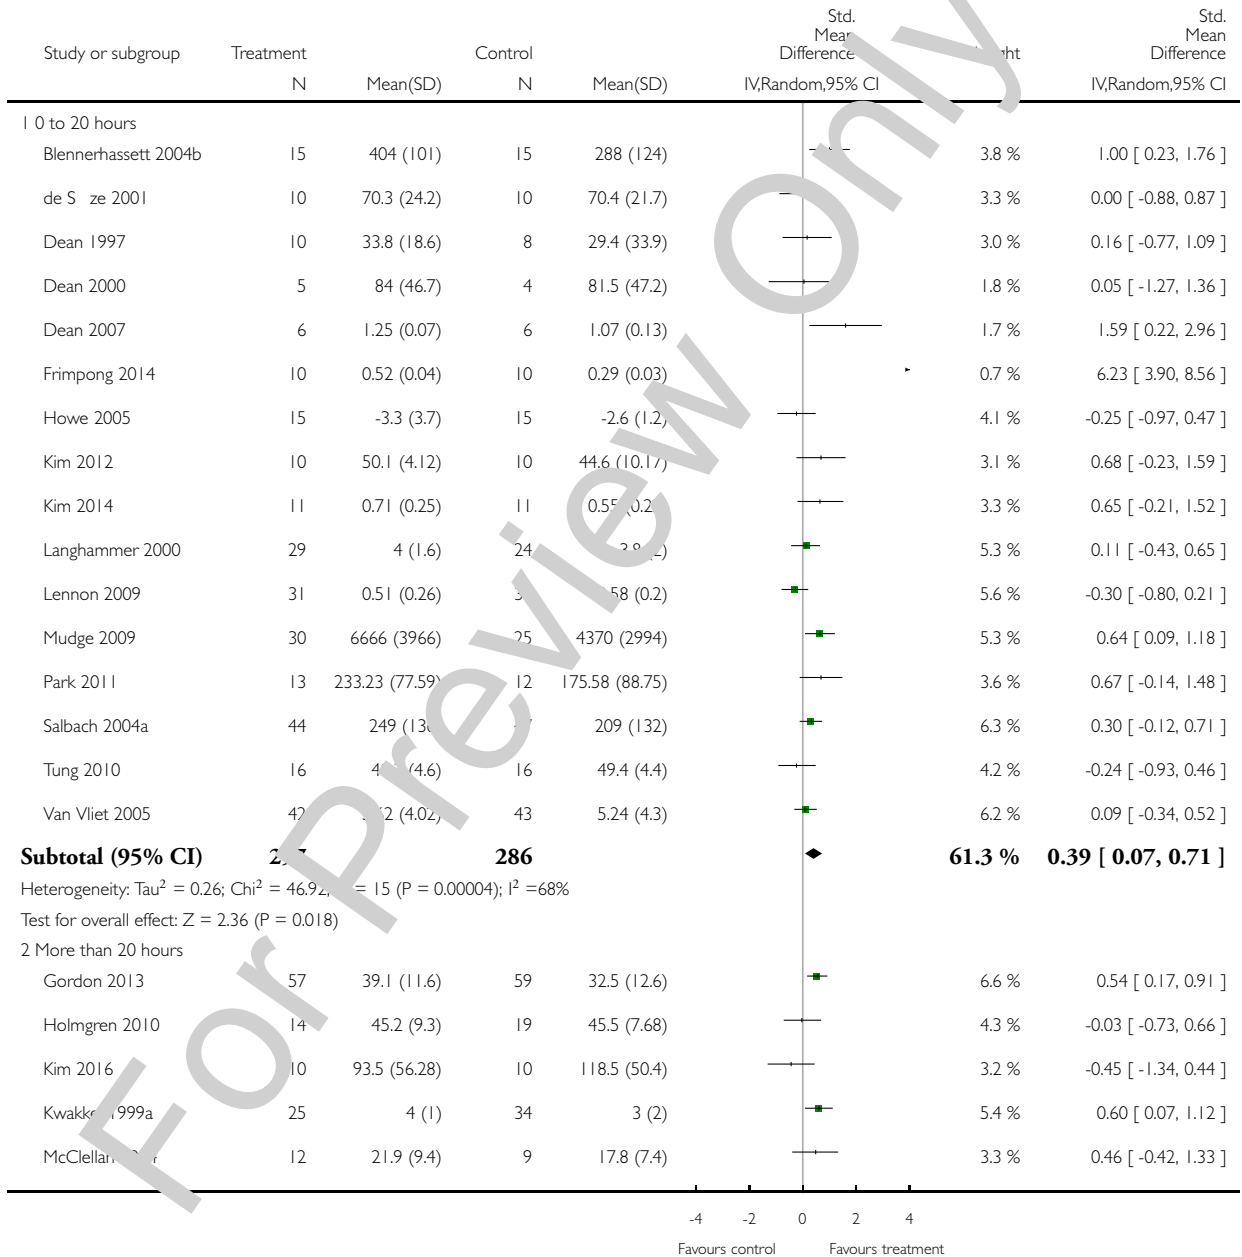 Std. Std.
Mean Mean
Study or subgroup Treatment Control Difference Difference
N Mean(SD) N Mean(SD) IV,Random,95% CI IV,Random,95% CI
1 0 to 20 hours
Blennerhassett 2004b 15 404 (101) 15 288 (124) 3.8 % 1.00 [ 0.23, 1.76 ]
de S ze 2001 10 70.3 (24.2) 10 70.4 (21.7) 3.3 % 0.00 [ -0.88, 0.87 ]
Dean 1997 10 33.8 (18.6) 8 29.4 (33.9) 3.0 % 0.16 [ -0.77, 1.09 ]
Dean 2000 5 84 (46.7) 4 81.5 (47.2) 1.8 % 0.05 [ -1.27, 1.36 ]
Dean 2007 6 1.25 (0.07) 6 1.07 (0.13) 1.7 % 1.59 [ 0.22, 2.96 ]
Frimpong 2014 10 0.52 (0.04) 10 0.29 (0.03) 0.7 % 6.23 [ 3.90, 8.56 ]
Howe 2005 15 -3.3 (3.7) 15 -2.6 (1.2) 4.1 % -0.25 [ -0.97, 0.47 ]
Kim 2012 10 50.1 (4.12) 10 44.6 (10.17) 3.1 % 0.68 [ -0.23, 1.59 ]
Kim 2014 11 0.71 (0.25) 11 3.3 % 0.65 [ -0.21, 1.52 ]
Langhammer 2000 29 4 (1.6) 24 5.3 % 0.11 [ -0.43, 0.65 ]
Lennon 2009 31 0.51 (0.26) 5.6 % -0.30 [ -0.80, 0.21 ]
Mudge 2009 30 6666 (3966) 25 4370 (2994) 5.3 % 0.64 [ 0.09, 1.18 ]
Park 2011 13 233.23 (77.59) 12 175.58 (88.75) 3.6 % 0.67 [ -0.14, 1.48 ]
Salbach 2004a 44 249 209 (132) 6.3 % 0.30 [ -0.12, 0.71 ]
Tung 2010 16 (4.6) 16 49.4 (4.4) 4.2 % -0.24 [ -0.93, 0.46 ]
Van Vliet 2005 42 (4.02) 43 5.24 (4.3) 6.2 % 0.09 [ -0.34, 0.52 ]
Subtotal (95% CI) 286 61.3 % 0.39 [ 0.07, 0.71 ]
Heterogeneity: Tau² = 0.26; Chi² = 46.92, = 15 (P = 0.00004); I² =68%
Test for overall effect: Z = 2.36 (P = 0.018)
2 More than 20 hours
Gordon 2013 57 39.1 (11.6) 59 32.5 (12.6) 6.6 % 0.54 [ 0.17, 0.91 ]
Holmgren 2010 14 45.2 (9.3) 19 45.5 (7.68) 4.3 % -0.03 [ -0.73, 0.66 ]
Kim 2016 10 93.5 (56.28) 10 118.5 (50.4) 3.2 % -0.45 [ -1.34, 0.44 ]
Kwakkel 1999a 25 4 (1) 34 3 (2) 5.4 % 0.60 [ 0.07, 1.12 ]
McClellan 12 21.9 (9.4) 9 17.8 (7.4) 3.3 % 0.46 [ -0.42, 1.33 ]
-4 -2 0 2 4
Favours control Favours treatment
For Preview Only